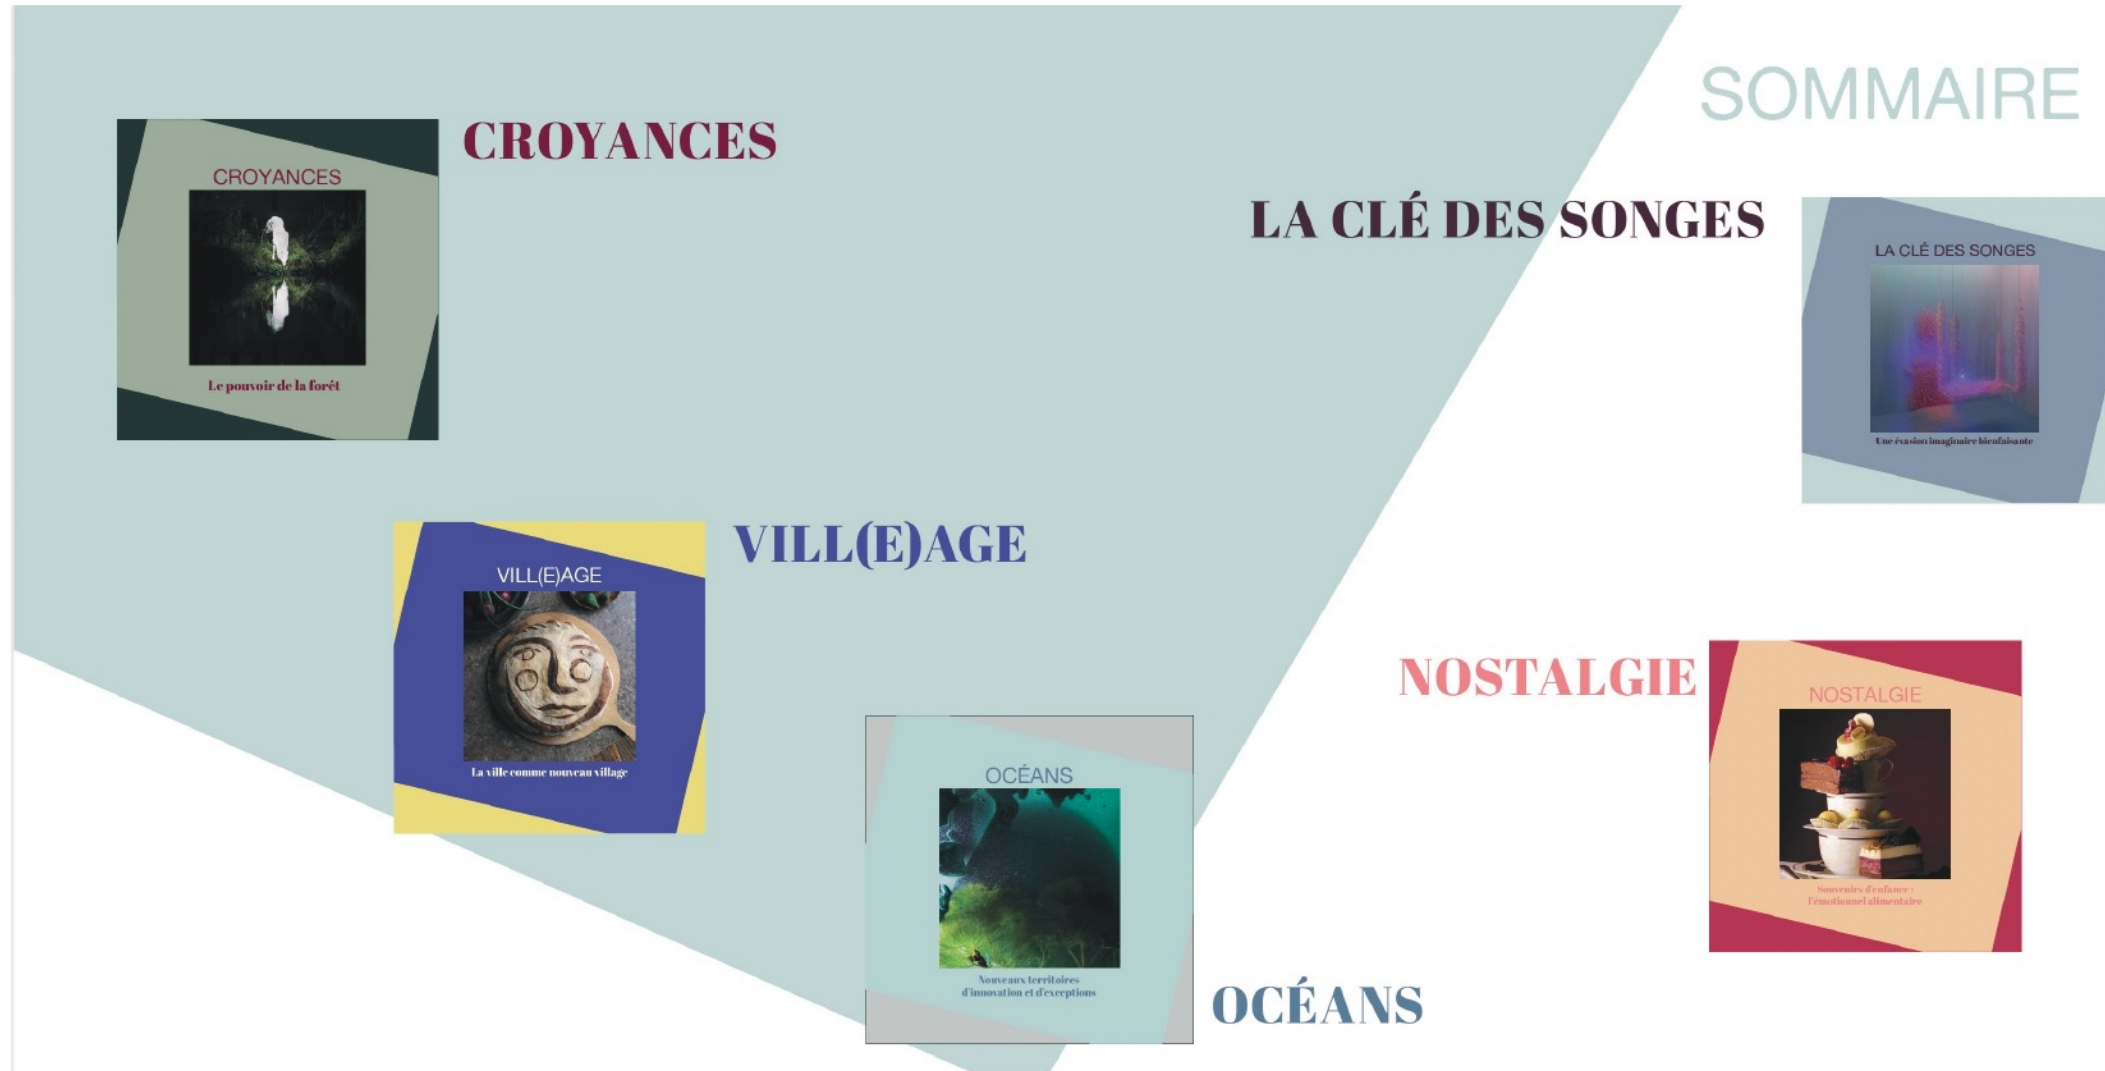 SOMMAIRE
CROYANCES
CROYANCES
Le pouvoir de la forêt
LA CLÉ DES SONGES
LA CLÉ DES SONGES
Une évasion imaginaire bienfaisante
VILL(E)AGE
VILL(E)AGE
La ville comme nouveau village
NOSTALGIE
NOSTALGIE
Souvenirs d'enfance :
l'émotionnel alimentaire
OCÉANS
Nouveaux territoires
d'innovation et d'exceptions
OCÉANS